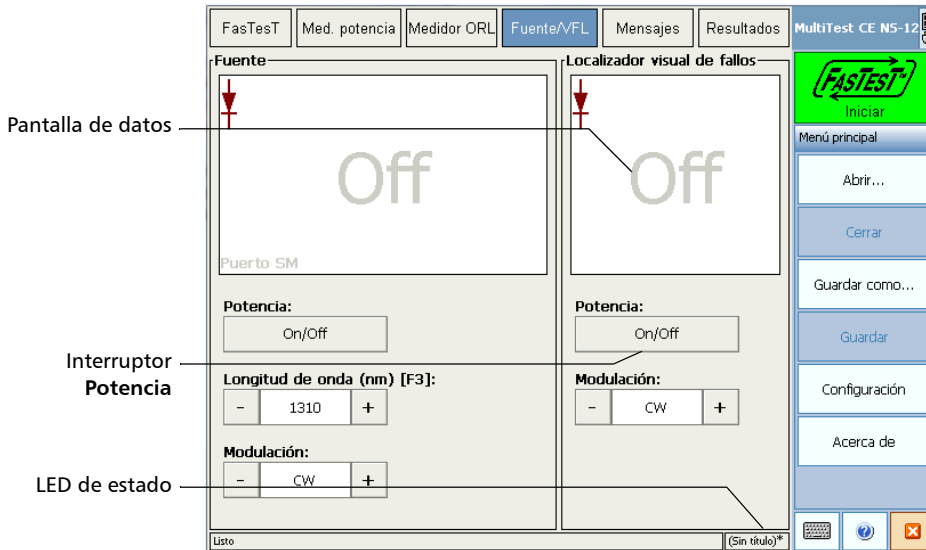 FasTesT
Med. potencia
Medidor ORL
Fuente/VFL
Mensajes
Resultados
MultiTest CE NS-12
Fuente
Off
Puerto SM
Potencia:
On/Off
Longitud de onda (nm) [F3]:
- 1310 +
Modulación:
- CW +
Localizador visual de fallos
Off
Potencia:
On/Off
Modulación:
- CW +
Listo
(Sin título)*
FASTEST™
Iniciar
Menú principal
Abrir...
Cerrar
Guardar como...
Guardar
Configuración
Acerca de
Pantalla de datos
Interruptor
Potencia
LED de estado